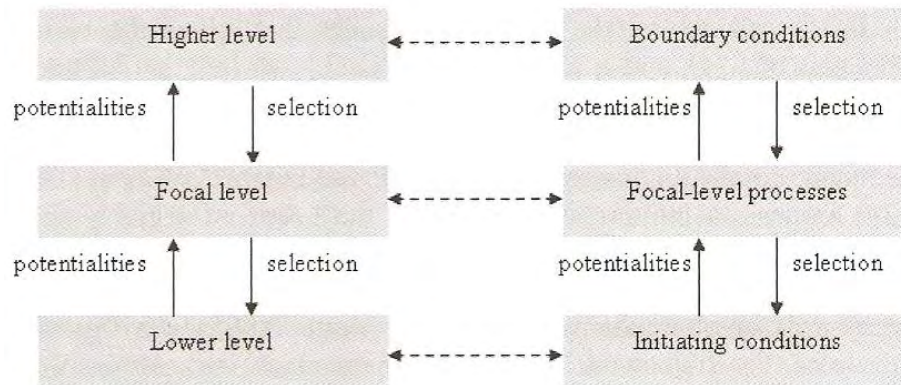 Higher level Boundary conditions
potentialities selection potentialities selection
Focal level Focal-level processes
potentialities selection potentialities selection
Lower level Initiating conditions